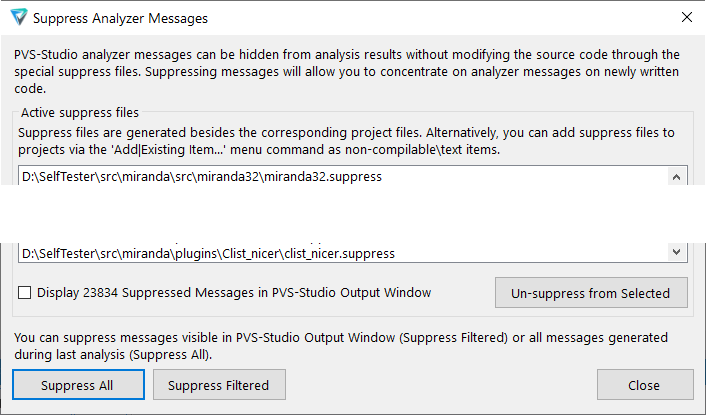 Suppress Analyzer Messages
PVS-Studio analyzer messages can be hidden from analysis results without modifying the source code through the
special suppress files. Suppressing messages will allow you to concentrate on analyzer messages on newly written
code.
Active suppress files
Suppress files are generated besides the corresponding project files. Alternatively, you can add suppress files to
projects via the 'Add|Existing Item...' menu command as non-compilable\text items.
D:\SelfTester\src\miranda\src\miranda32\miranda32.suppress
D:\SelfTester\src\miranda\plugins\Clist_nicer\clist_nicer.suppress
Display 23834 Suppressed Messages in PVS-Studio Output Window
Un-suppress from Selected
You can suppress messages visible in PVS-Studio Output Window (Suppress Filtered) or all messages generated
during last analysis (Suppress All).
Suppress All
Suppress Filtered
Close